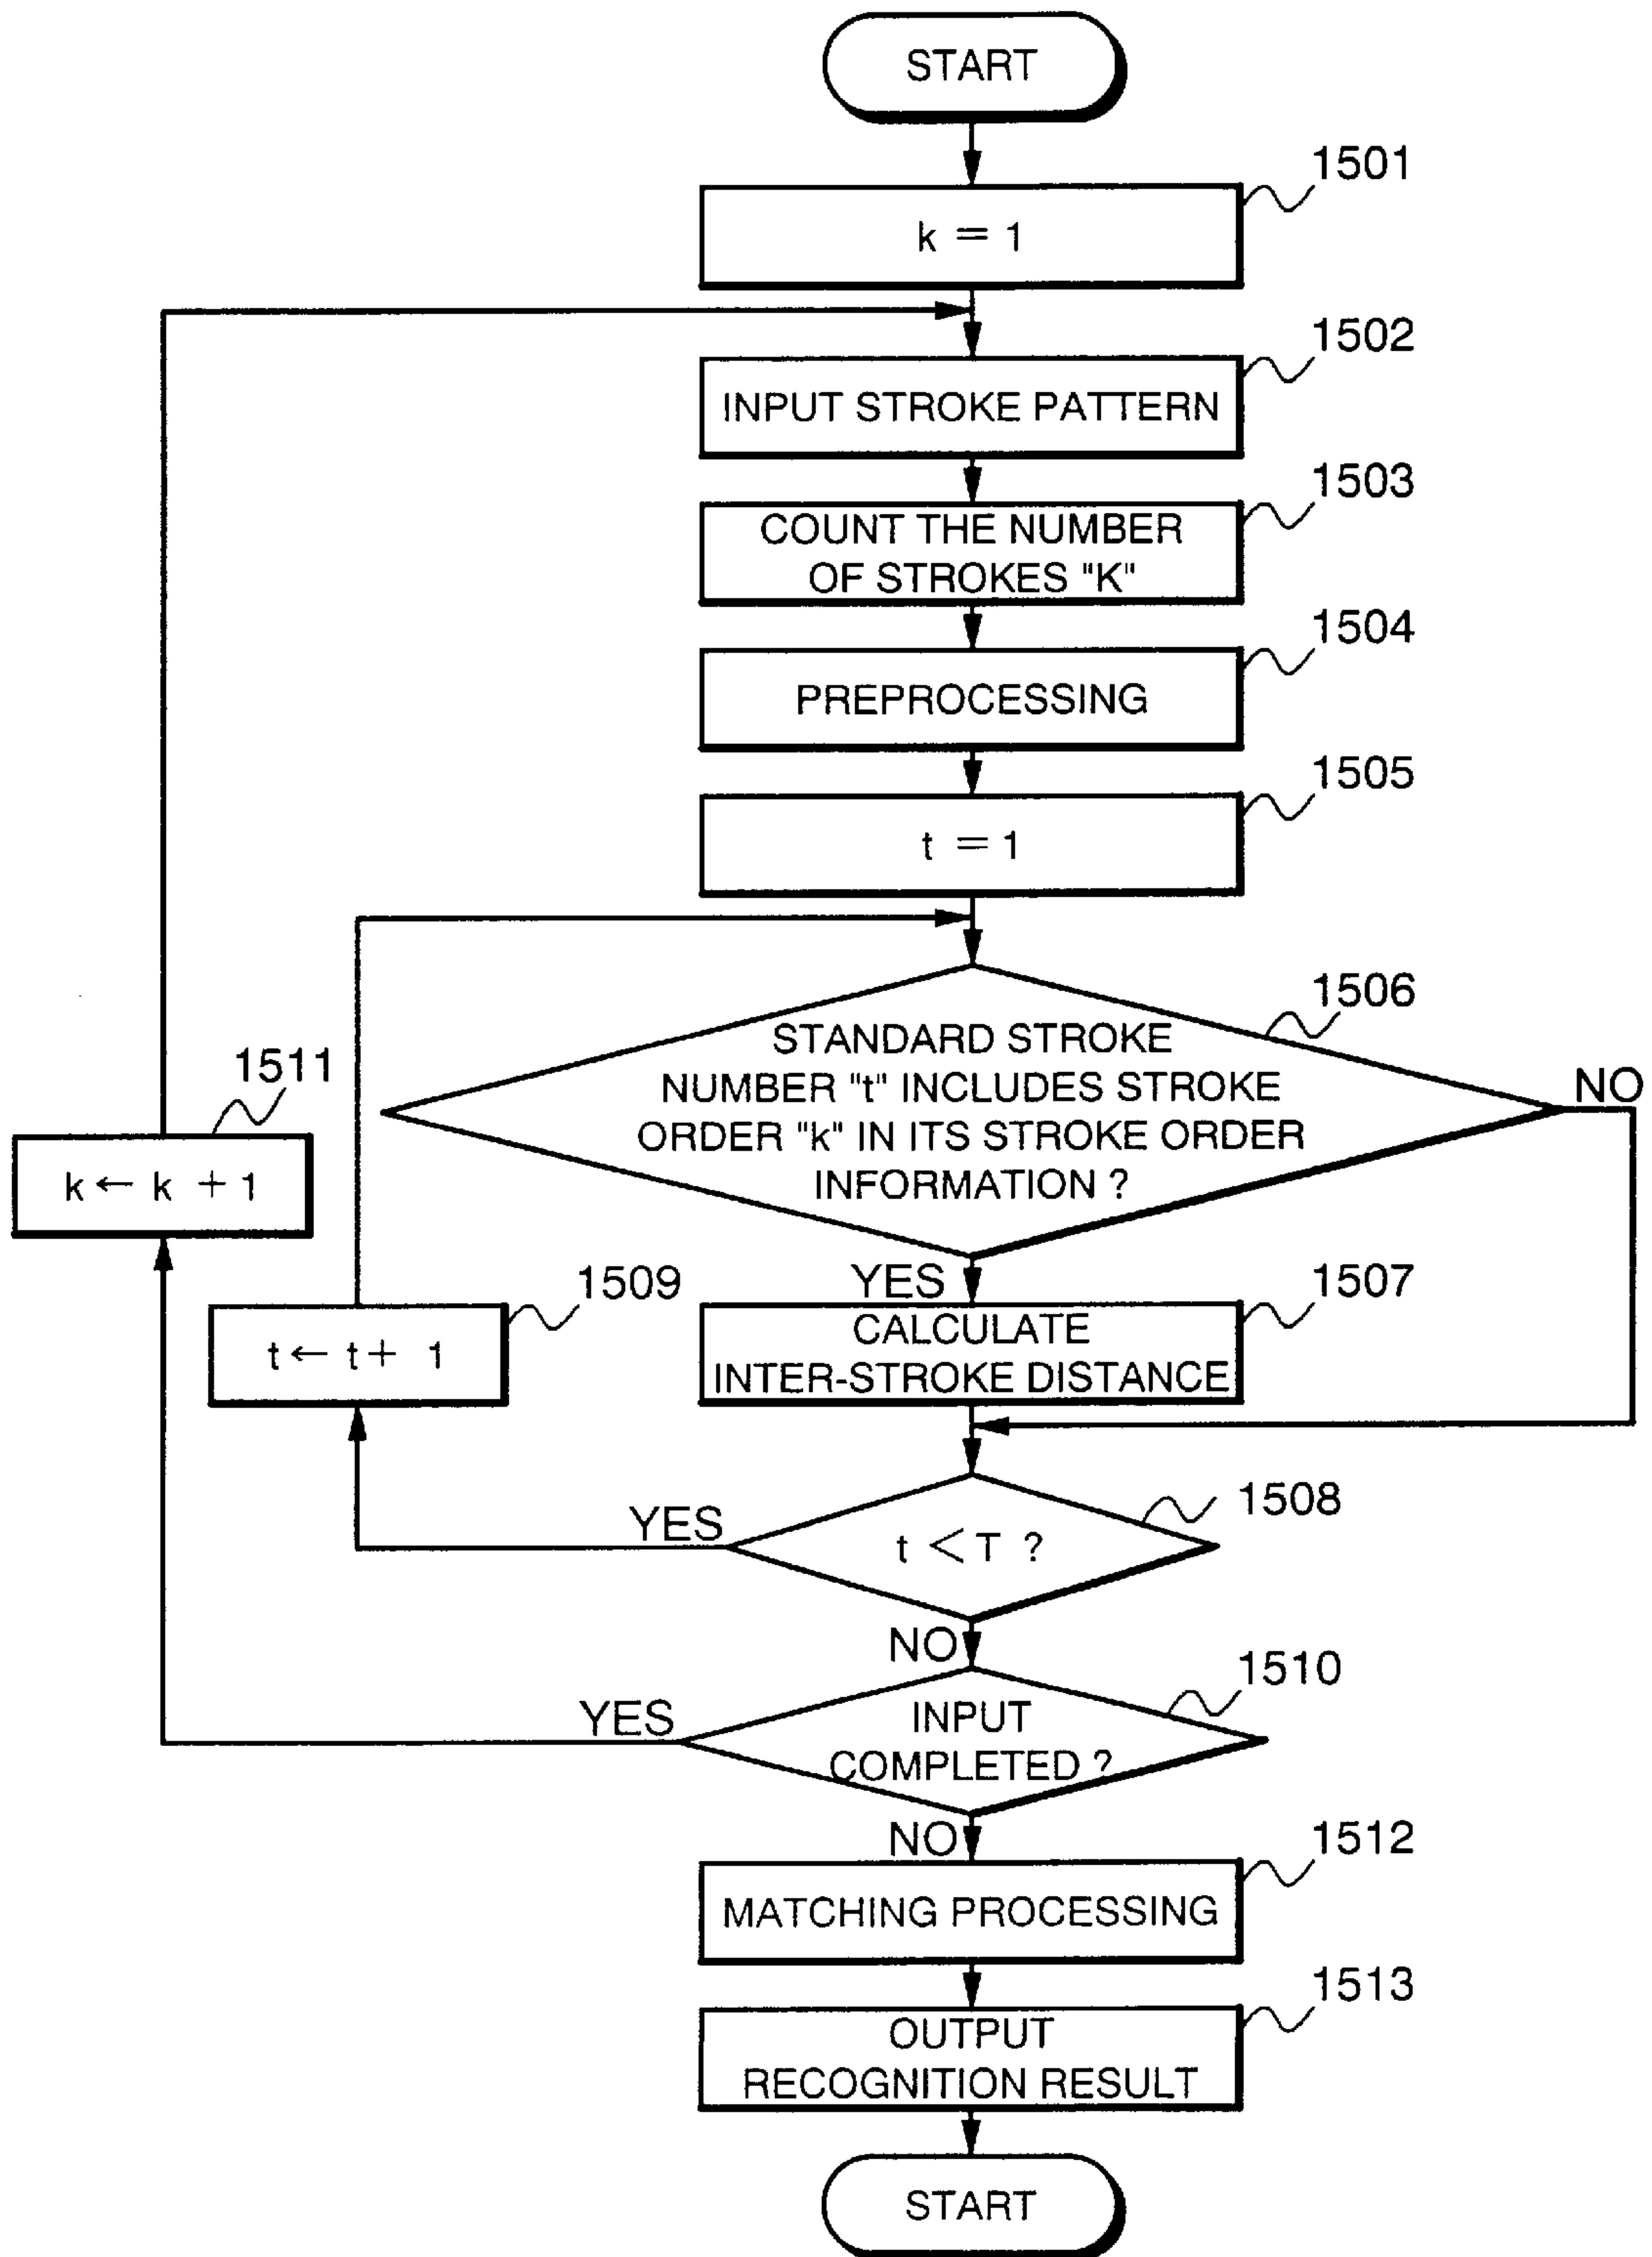 START
1501
k = 1
1502
INPUT STROKE PATTERN
1503
COUNT THE NUMBER
OF STROKES "K"
1504
PREPROCESSING
1505
t = 1
1506
STANDARD STROKE
NUMBER "t" INCLUDES STROKE
ORDER "k" IN ITS STROKE ORDER
INFORMATION ?
NO
1511
k ← k + 1
YES
1507
CALCULATE
INTER-STROKE DISTANCE
1509
t ← t + 1
1508
t < T ?
YES
NO
1510
INPUT
COMPLETED ?
YES
NO
1512
MATCHING PROCESSING
1513
OUTPUT
RECOGNITION RESULT
START